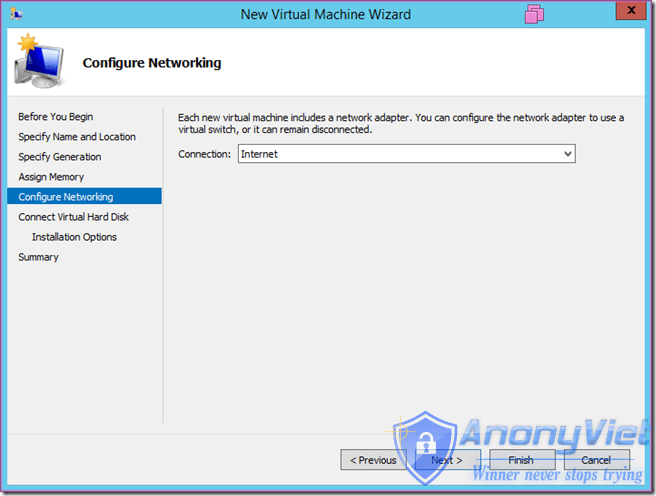 New Virtual Machine Wizard
x
Configure Networking
Before You Begin
Specify Name and Location
Specify Generation
Assign Memory
Configure Networking
Connect Virtual Hard Disk
Installation Options
Summary
Each new virtual machine includes a network adapter. You can configure the network adapter to use a
virtual switch, or it can remain disconnected.
Connection: Internet
< Previous Next > Finish Cancel
AnonyViet
Winner never stops trying